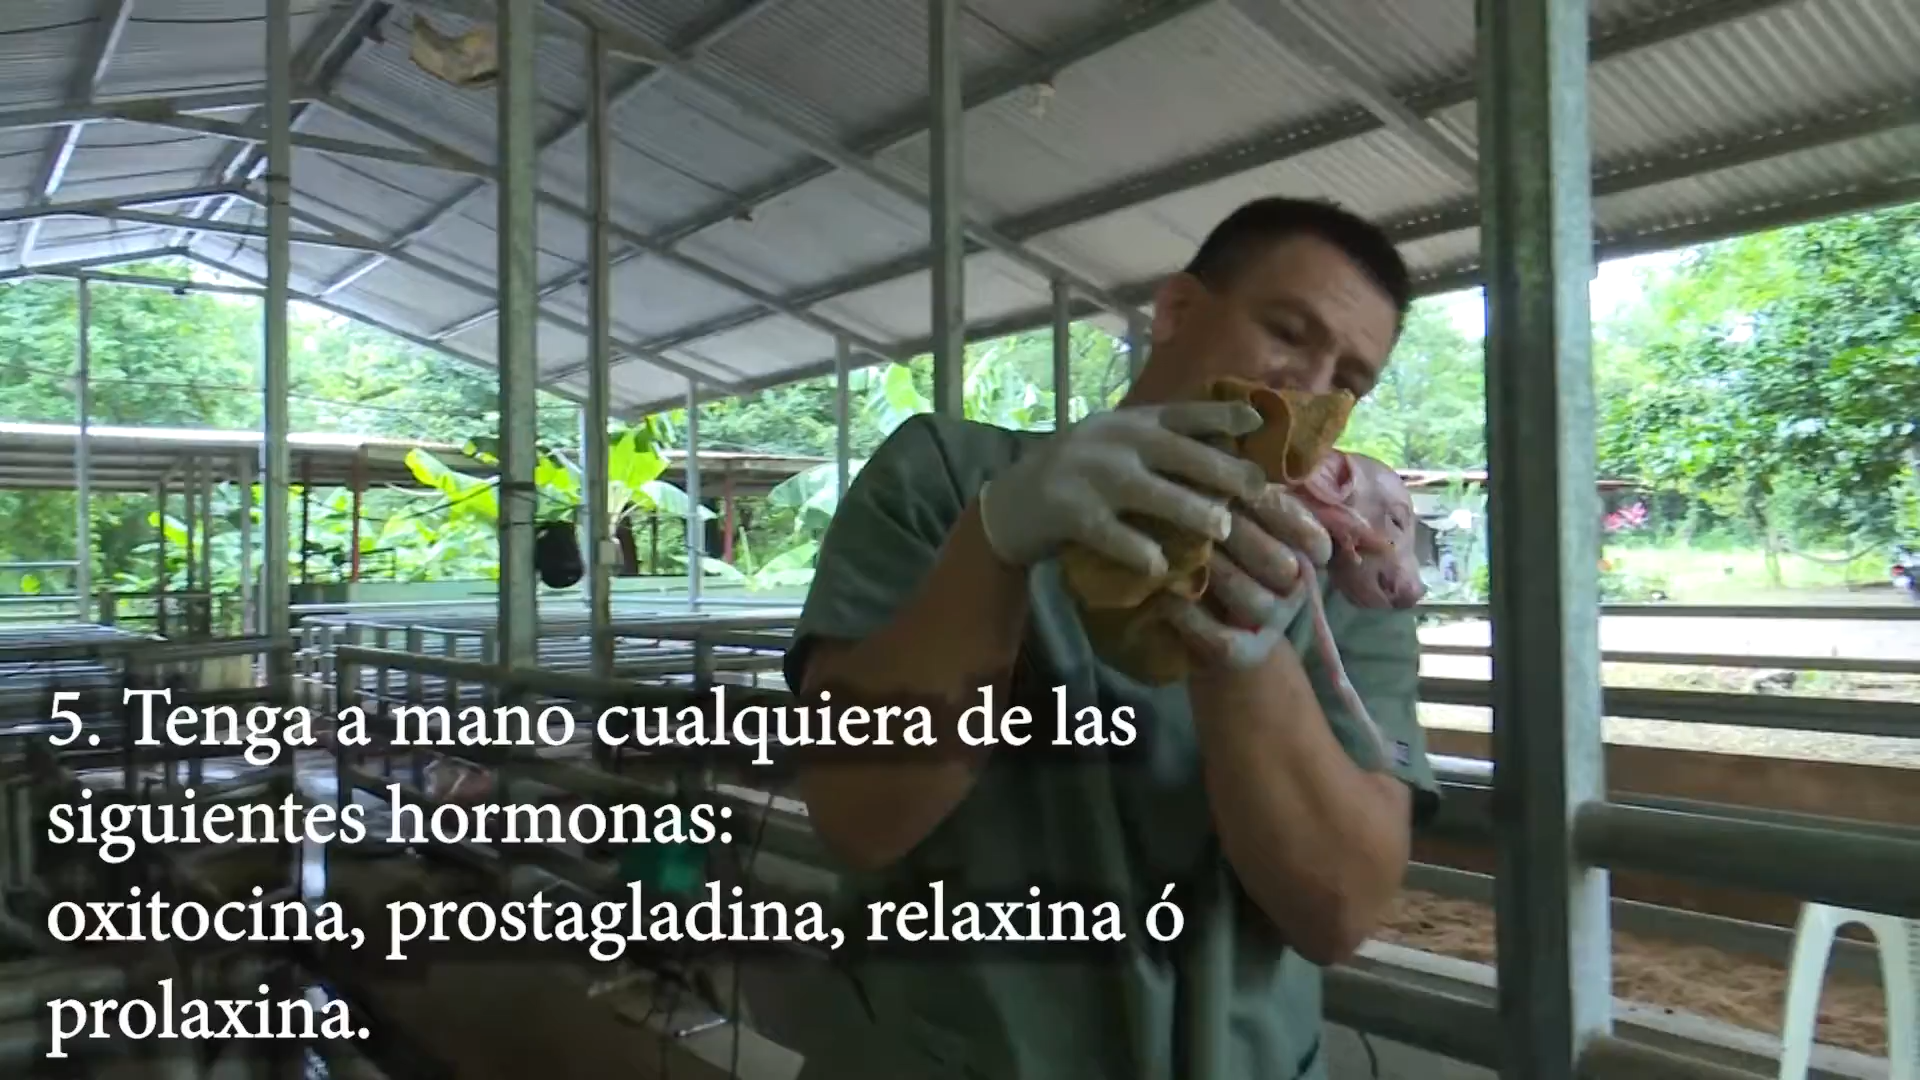 5. Tenga a mano cualquiera de las
siguientes hormonas:
oxitocina, prostagladina, relaxina ó
prolaxina.